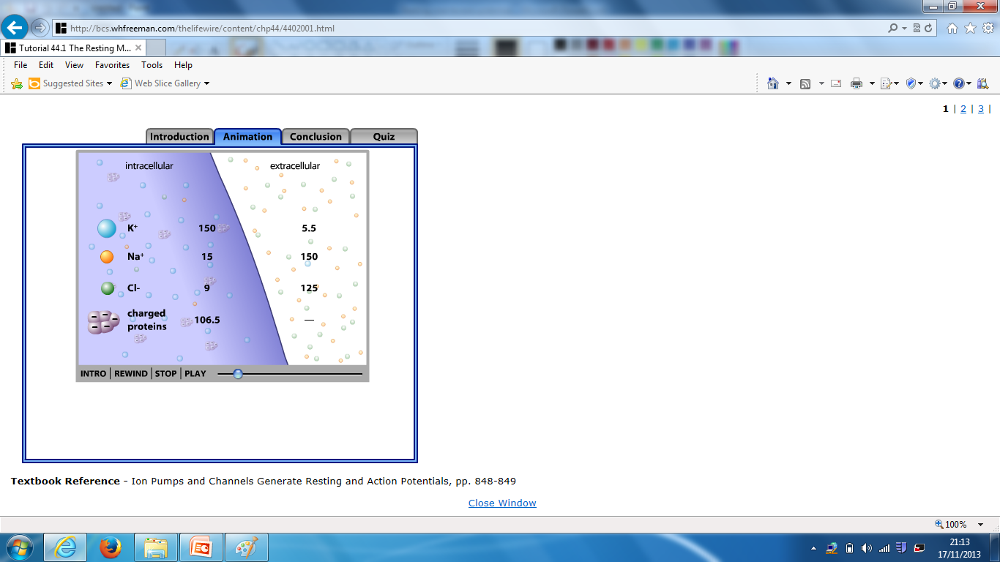 http://bcs.whfreeman.com/thelifewire/content/chp44/4402001.html
Tutorial 44.1 The Resting M...
File Edit View Favorites Tools Help
Suggested Sites Web Slice Gallery
1 | 2 | 3 |
Introduction Animation Conclusion Quiz
intracellular extracellular
K+ 150 5.5
Na+ 15 150
Cl- 9 125
charged
proteins 106.5 —
INTRO | REWIND | STOP | PLAY
Textbook Reference - Ion Pumps and Channels Generate Resting and Action Potentials, pp. 848-849
Close Window
100%
21:13
17/11/2013